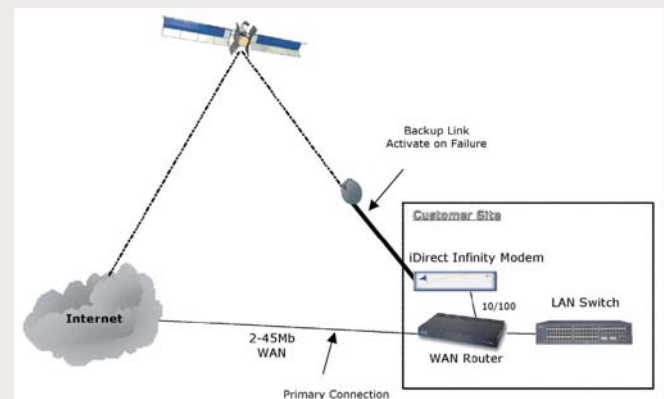 Backup Link
Activate on Failure
Customer Site
iDirect Infinity Modem
10/100
LAN Switch
Internet
2-45Mb
WAN
WAN Router
Primary Connection